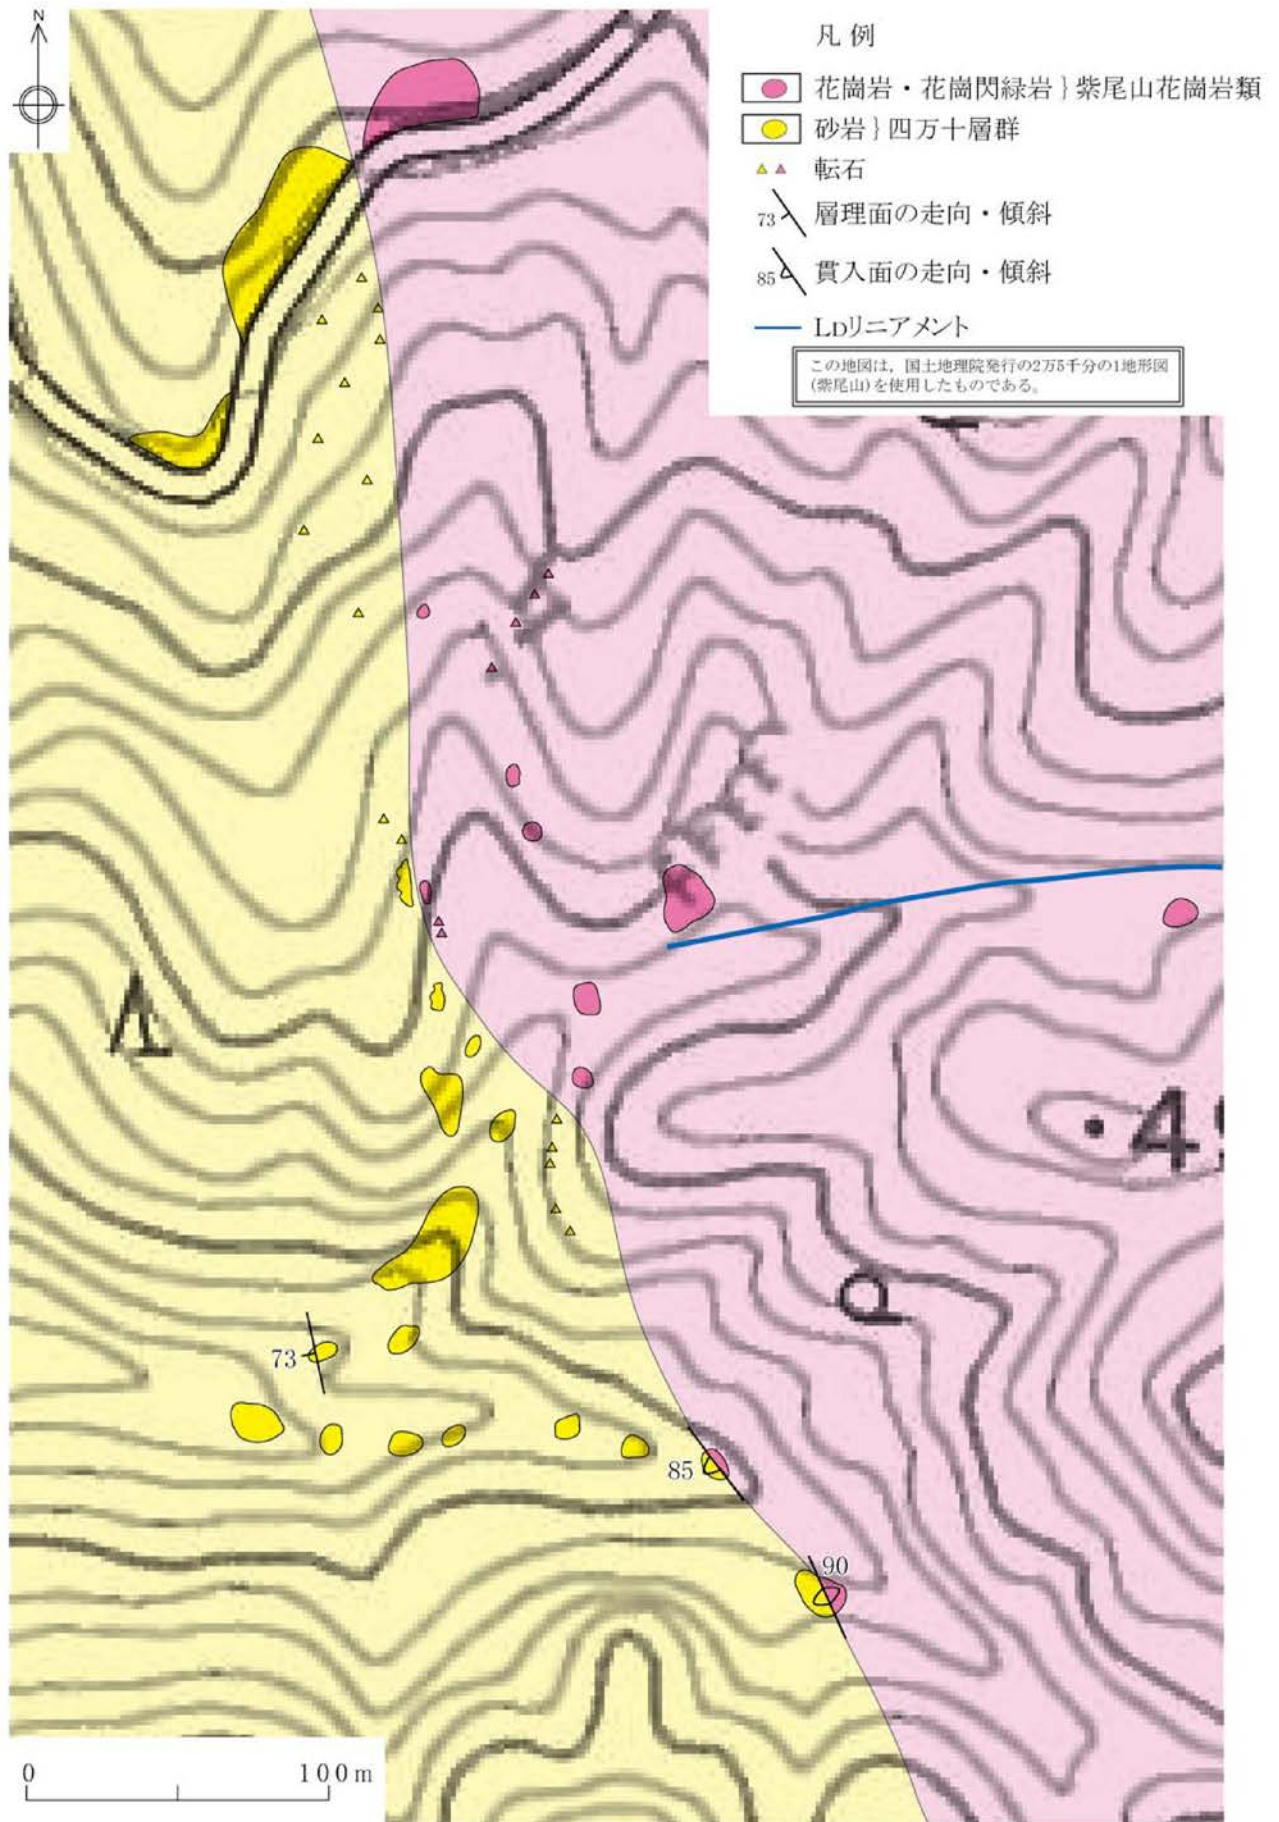 N
凡 例
花崗岩・花崗閃緑岩 } 紫尾山花崗岩類
砂岩 } 四万十層群
転石
73 層理面の走向・傾斜
85 貫入面の走向・傾斜
LDリニアメント
この地図は，国土地理院発行の2万5千分の1地形図
(紫尾山)を使用したものである。
73
85
90
0 100m